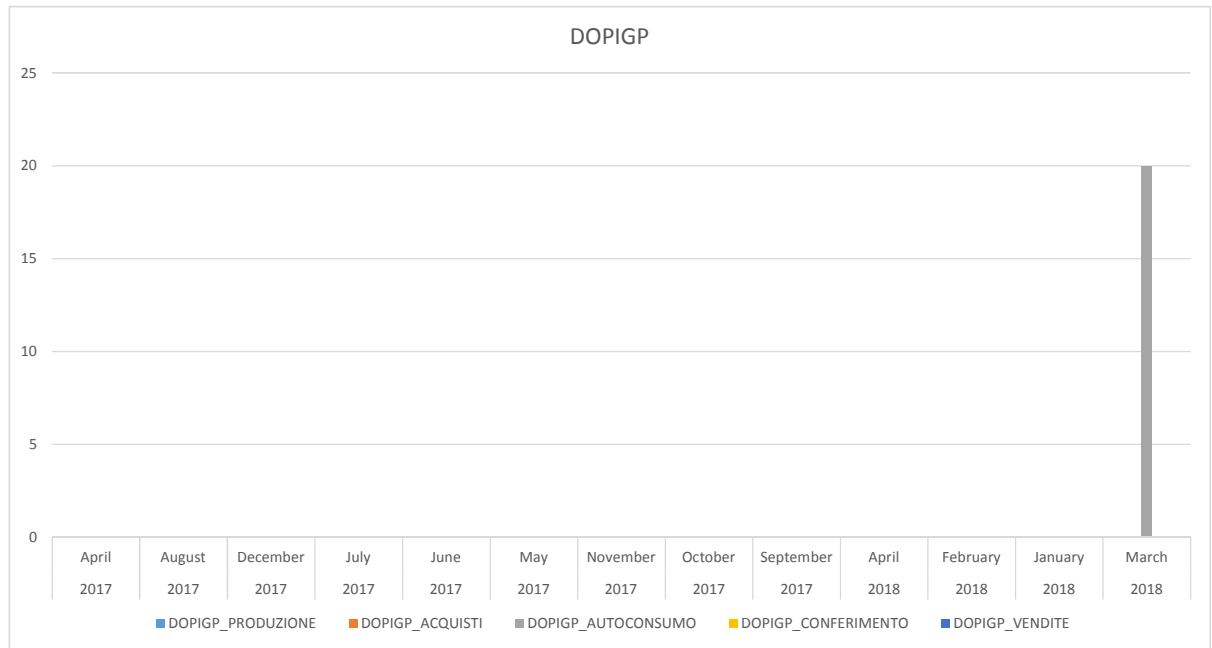 DOPIGP
25
20
15
10
5
0
April August December July June May November October September April February January March
2017 2017 2017 2017 2017 2017 2017 2017 2017 2018 2018 2018 2018
DOPIGP_PRODUZIONE DOPIGP_ACQUISTI DOPIGP_AUTOCONSUMO DOPIGP_CONFERIMENTO DOPIGP_VENDITE